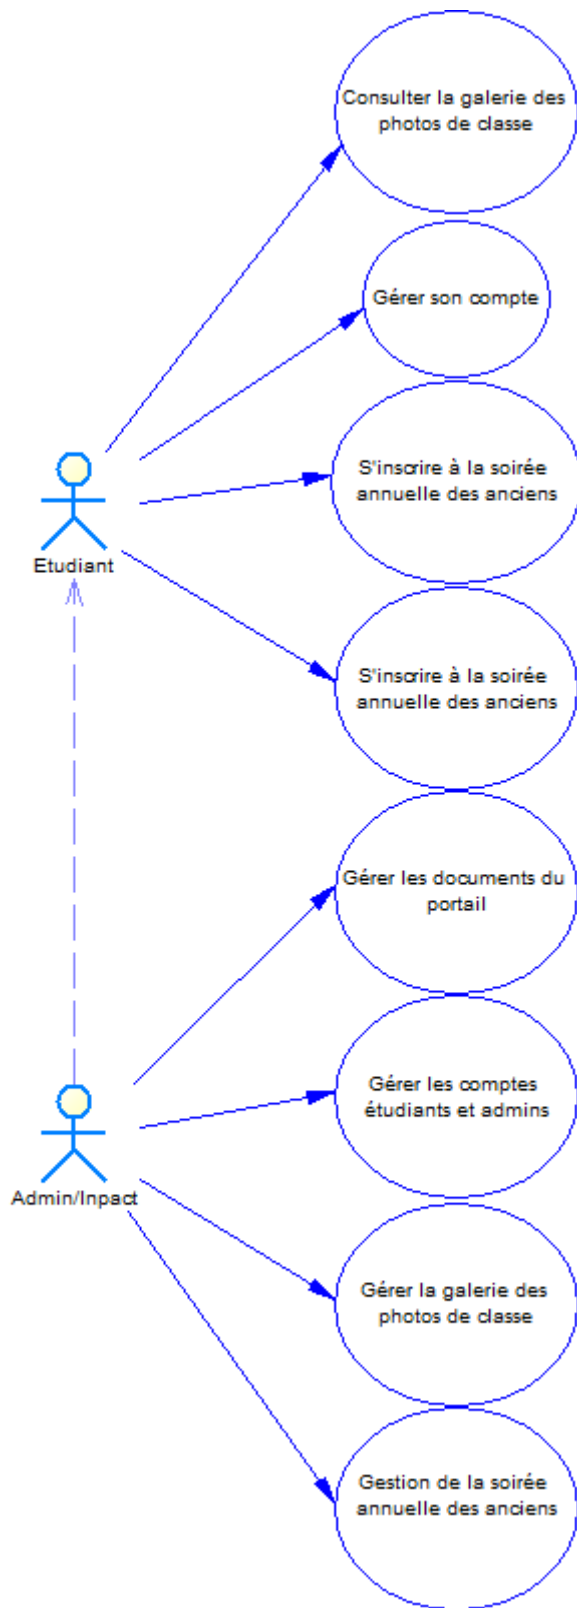 Consulter la galerie des
photos de classe
Gérer son compte
S'inscrire à la soirée
annuelle des anciens
Etudiant
S'inscrire à la soirée
annuelle des anciens
Gérer les documents du
portail
Gérer les comptes
étudiants et admins
Admin/Inpact
Gérer la galerie des
photos de classe
Gestion de la soirée
annuelle des anciens